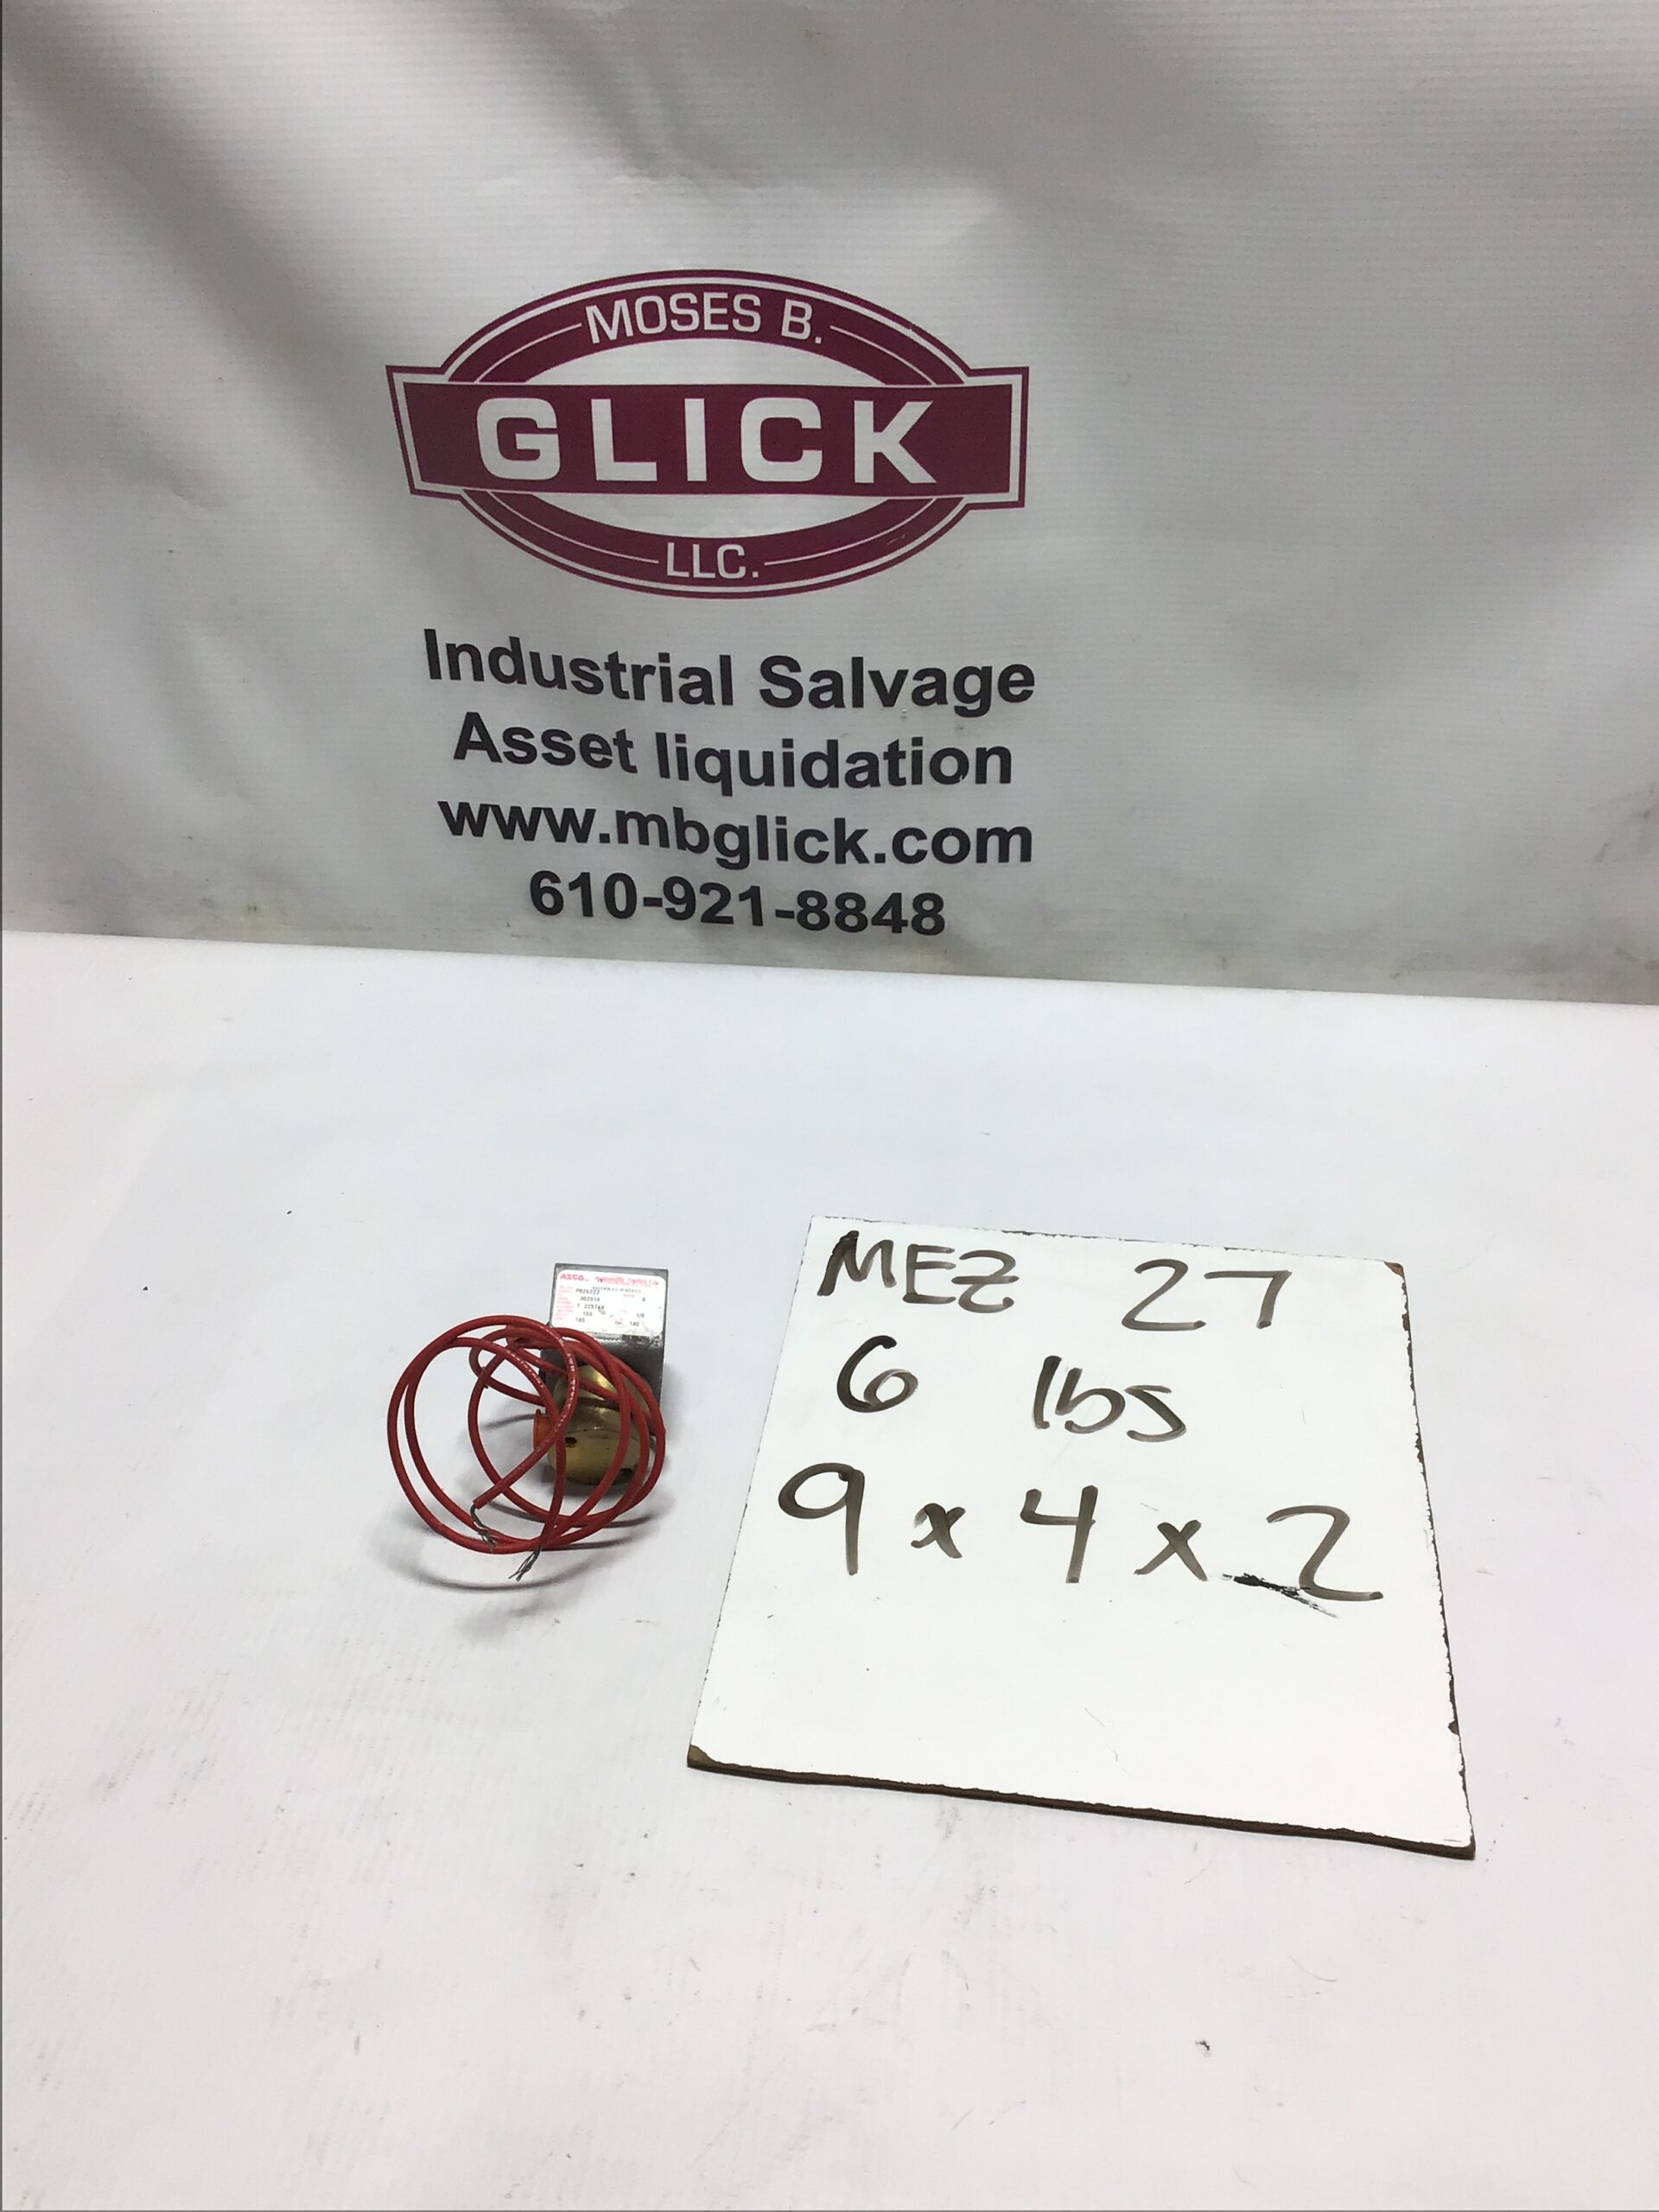 MOSES B.
GLICK
LLC.
Industrial Salvage
Asset liquidation
www.mbglick.com
610-921-8848
ASCO
MEZ 27
6 lbs
9 x 4 x 2